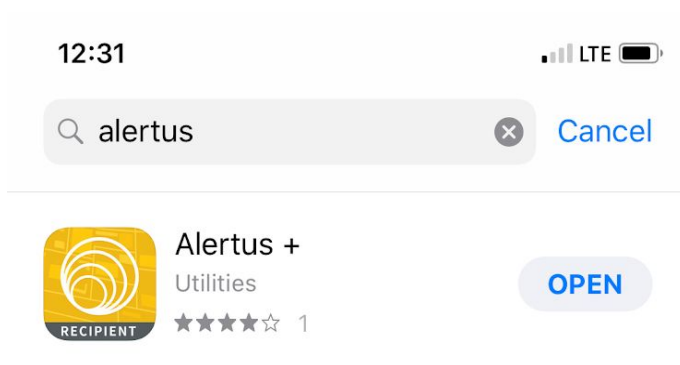 12:31 LTE
alertus Cancel
Alertus +
Utilities
OPEN
1
RECIPIENT